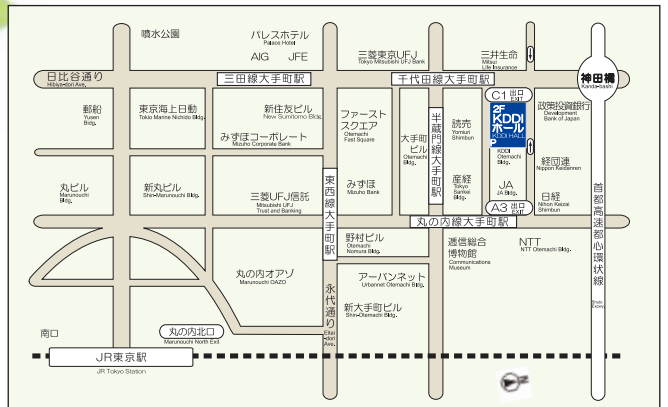 噴水公園
パレスホテル
Palace Hotel
AIG JFE
三菱東京UFJ
Tokyo Mitsubishi UFJ Bank
三井生命
Mitsui
Life Insurance
日比谷通り
Hibiya-dori Ave.
三田線大手町駅
千代田線大手町駅
神田橋
Kanda-bashi
C1 出口
EXIT
郵船
Yusen
Bldg.
東京海上日動
Tokio Marine Nichido Bldg.
新住友ビル
New Sumitomo Bldg.
ファースト
スクエア
Otemachi
Fast Square
大手町
ビル
Otemachi
Bldg.
半蔵門線大手町駅
読売
Yomiuri
Shimbun
2F
KDDI
ホール
KDDI HALL
P
KDDI
Otemachi
Bldg.
政策投資銀行
Development
Bank of Japan
みずほコーポレート
Mizuho Corporate Bank
経団連
Nippon Keidanren
丸ビル
Marunouchi
Bldg.
新丸ビル
Shin-Marunouchi Bldg.
三菱UFJ信託
Mitsubishi UFJ
Trust and Banking
東西線大手町駅
みずほ
Mizuho Bank
産経
Tokyo
Sankei
Bldg.
JA
JA Bldg.
日経
Nihon Keizai
Shimbun
首都高速都心環状線
A3 出口
EXIT
丸の内線大手町駅
野村ビル
Otemachi
Nomura Bldg.
逓信総合
博物館
Communications
Museum
NTT
NTT Otemachi Bldg.
丸の内オアゾ
Marunouchi OAZO
アーバンネット
Urbannet Otemachi Bldg.
永代通り
Eitai
-dori
Ave.
新大手町ビル
Shin-Otemachi Bldg.
南口
丸の内北口
Marunouchi North Exit
JR東京駅
JR Tokyo Station